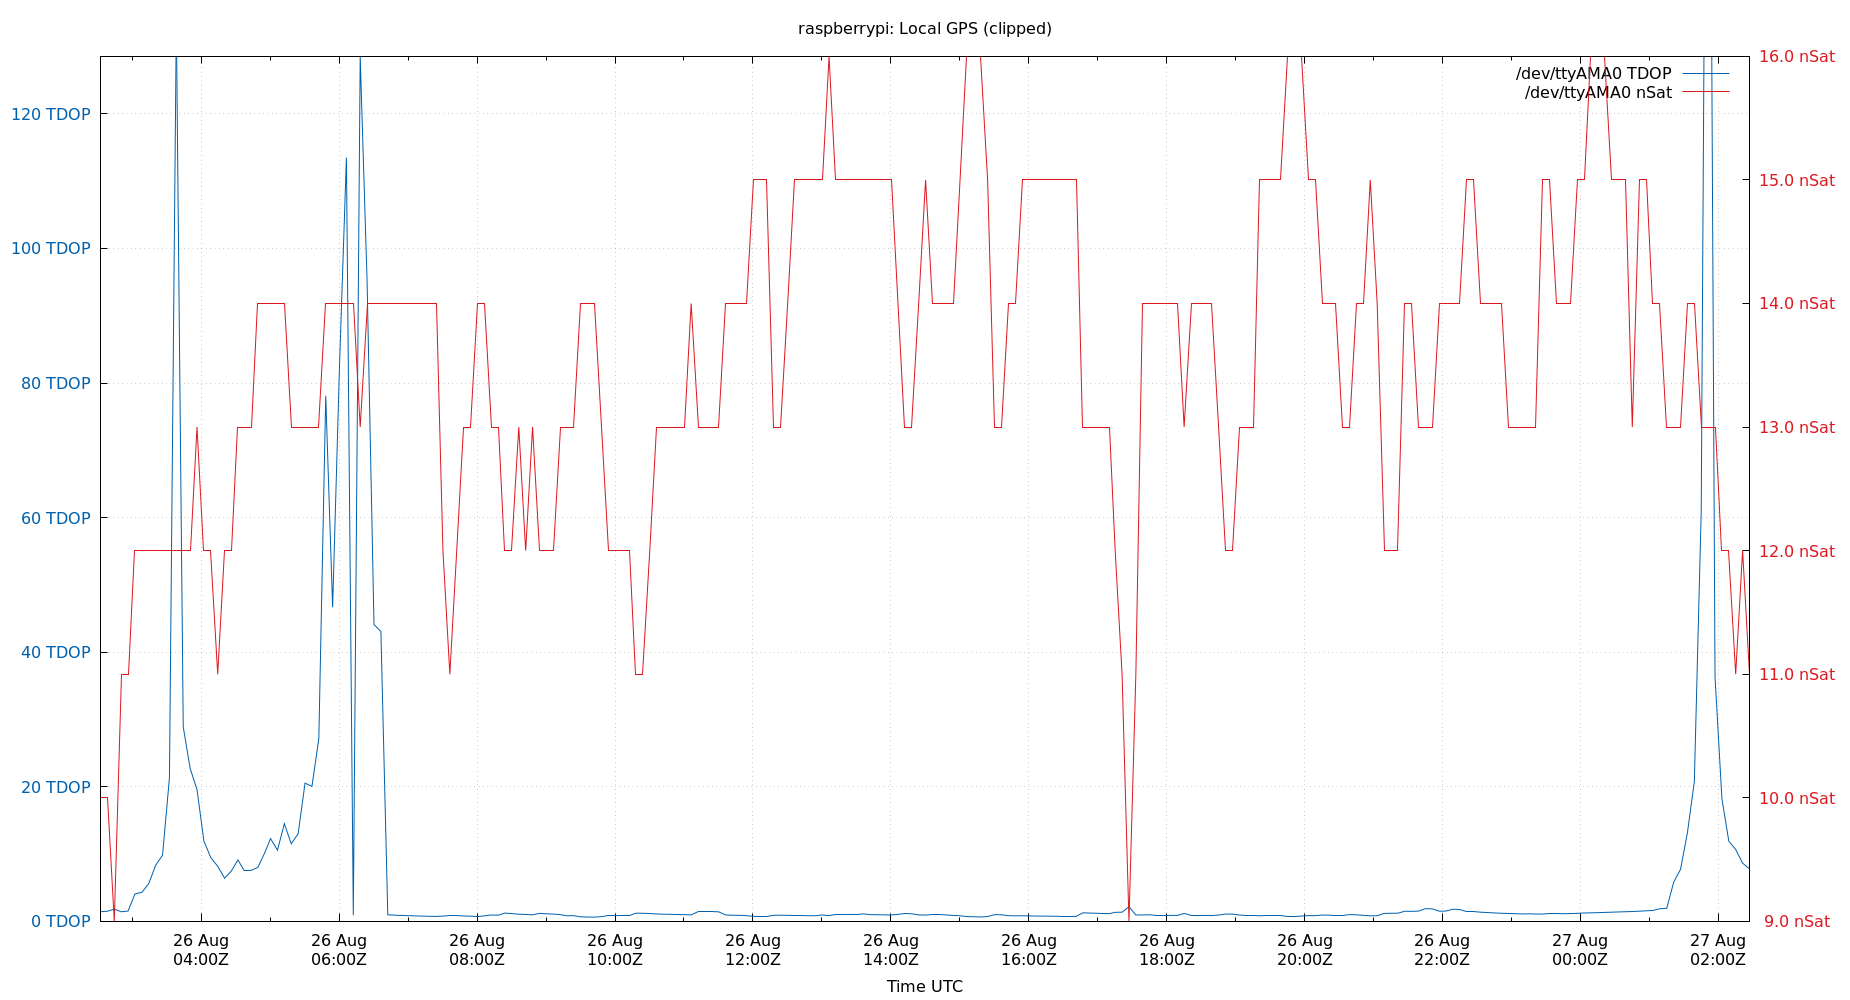 raspberrypi: Local GPS (clipped)
/dev/ttyAMA0 TDOP
/dev/ttyAMA0 nSat
120 TDOP
100 TDOP
80 TDOP
60 TDOP
40 TDOP
20 TDOP
0 TDOP
16.0 nSat
15.0 nSat
14.0 nSat
13.0 nSat
12.0 nSat
11.0 nSat
10.0 nSat
9.0 nSat
26 Aug 26 Aug 26 Aug 26 Aug 26 Aug 26 Aug 26 Aug 26 Aug 26 Aug 26 Aug 27 Aug 27 Aug
04:00Z 06:00Z 08:00Z 10:00Z 12:00Z 14:00Z 16:00Z 18:00Z 20:00Z 22:00Z 00:00Z 02:00Z
Time UTC